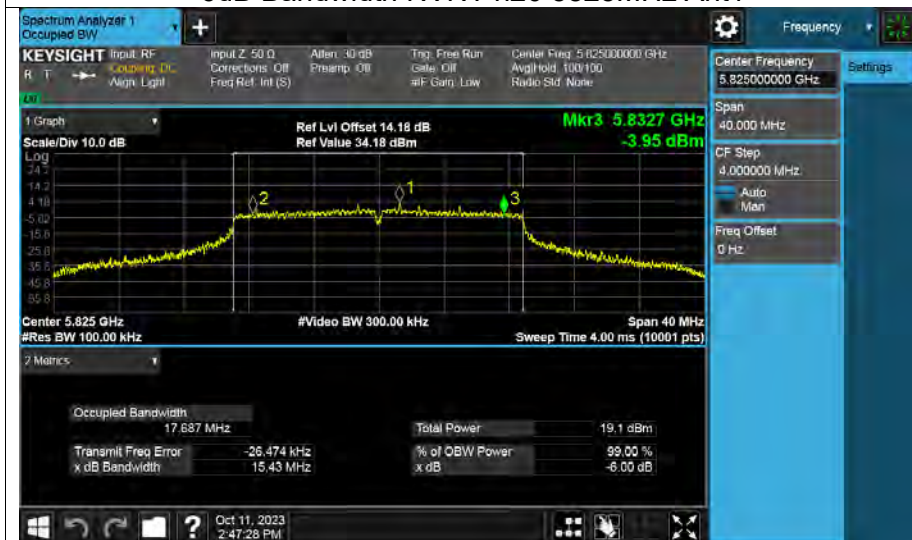 Spectrum Analyzer 1
Occupied BW
+
Frequency
KEYSIGHT Input: RF
R T Coupling: DC
Align: Light
Input Z: 50 Ω
Corrections: Off
Freq Ref: Int (S)
Atten: 30 dB
Preamp: Off
Trig: Free Run
Gate: Off
#IF Gain: Low
Center Freq: 5.825000000 GHz
Avg|Hold: 100/100
Radio Std: None
Center Frequency
5.825000000 GHz
Settings
Span
40.000 MHz
CF Step
4.000000 MHz
Auto
Man
Freq Offset
0 Hz
1 Graph
Scale/Div 10.0 dB
Ref Lvl Offset 14.18 dB
Ref Value 34.18 dBm
Mkr3 5.8327 GHz
-3.95 dBm
Log
24.2
14.2
4.18
-5.82
-15.8
-25.8
-35.8
-45.8
-55.8
2
1
3
Center 5.825 GHz
#Res BW 100.00 kHz
#Video BW 300.00 kHz
Span 40 MHz
Sweep Time 4.00 ms (10001 pts)
2 Metrics
Occupied Bandwidth
17.687 MHz
Total Power 19.1 dBm
Transmit Freq Error -26.474 kHz
% of OBW Power 99.00 %
x dB Bandwidth 15.43 MHz
x dB -6.00 dB
?
Oct 11, 2023
2:47:28 PM